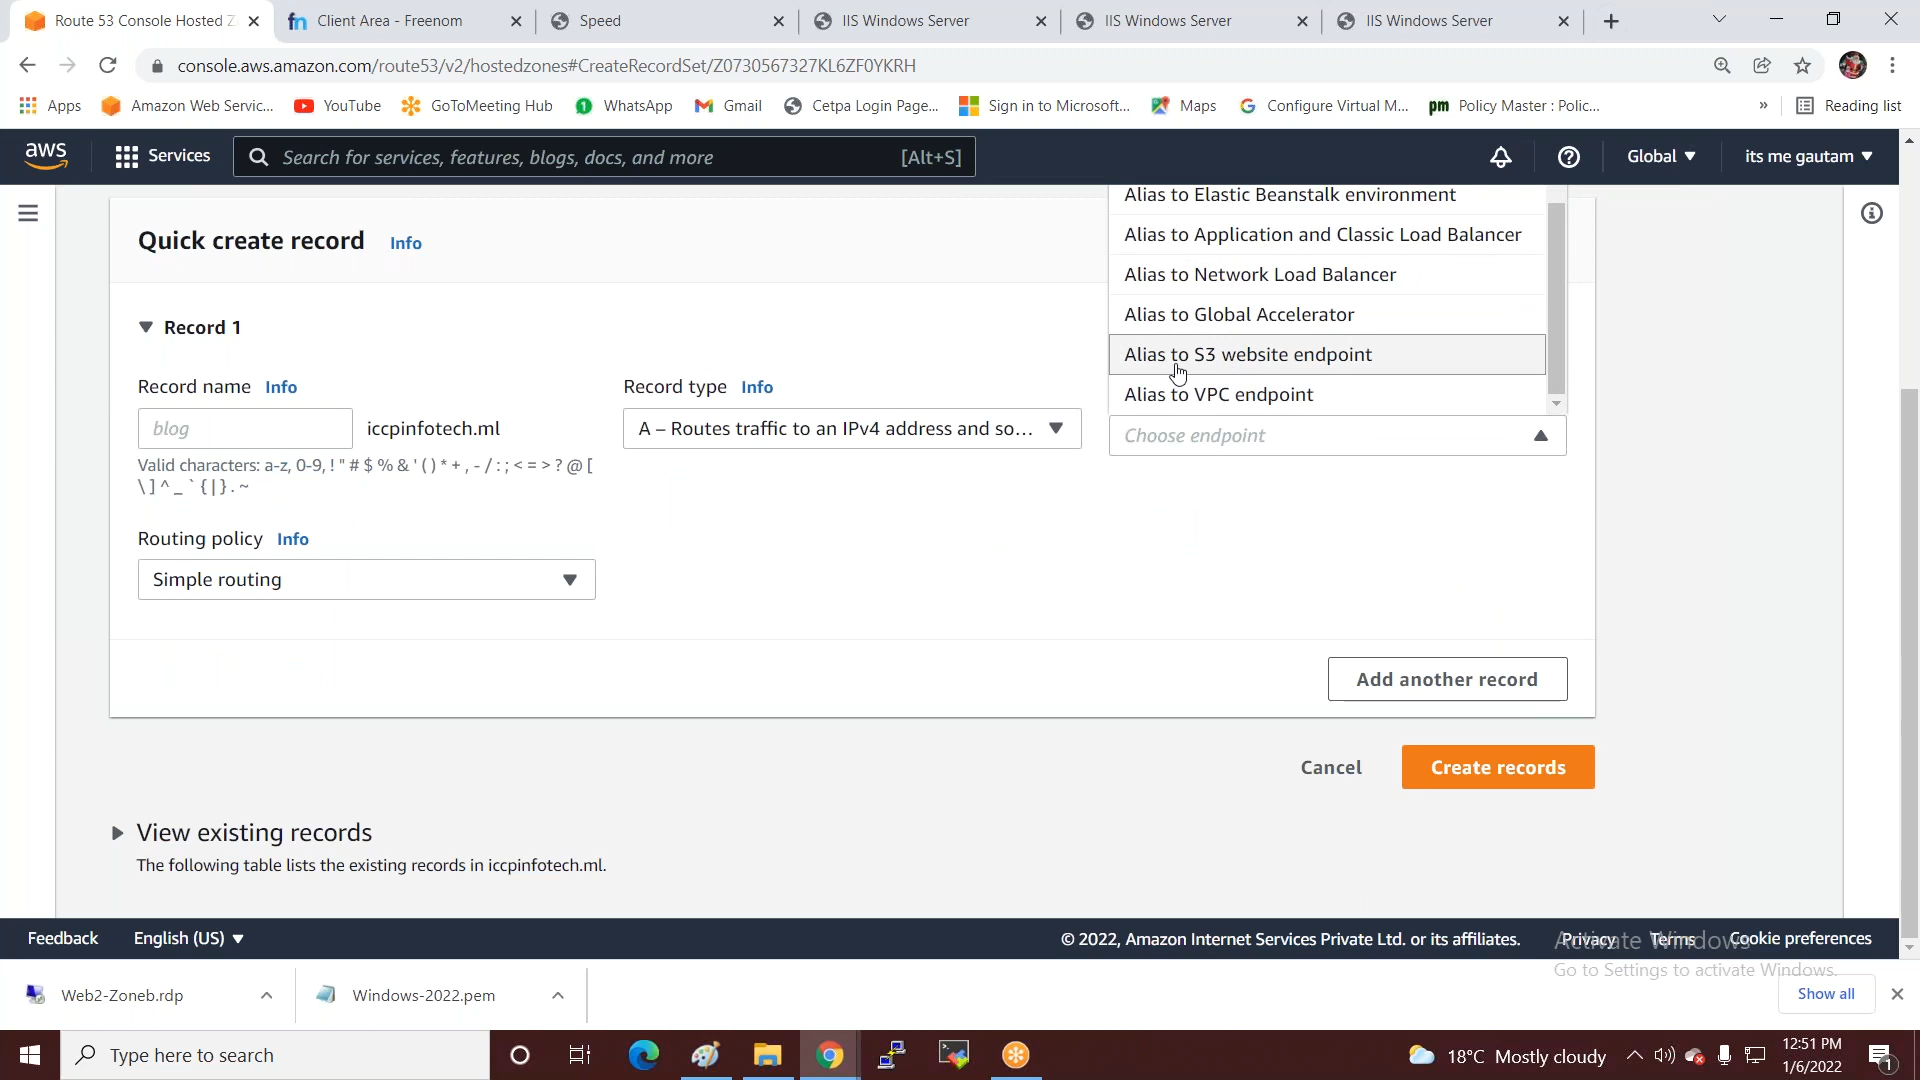 Route 53 Console Hosted Z
Client Area - Freenom
Speed
IIS Windows Server
IIS Windows Server
IIS Windows Server
console.aws.amazon.com/route53/v2/hostedzones#CreateRecordSet/Z0730567327KL6ZF0YKRH
Apps
Amazon Web Servic...
YouTube
GoToMeeting Hub
WhatsApp
Gmail
Cetpa Login Page...
Sign in to Microsoft...
Maps
Configure Virtual M...
pm Policy Master : Polic...
»
Reading list
aws
Services
Search for services, features, blogs, docs, and more [Alt+S]
Global
its me gautam
Alias to Elastic Beanstalk environment
Alias to Application and Classic Load Balancer
Alias to Network Load Balancer
Alias to Global Accelerator
Alias to S3 website endpoint
Alias to VPC endpoint
Choose endpoint
Quick create record Info
Record 1
Record name Info
blog
iccpinfotech.ml
Valid characters: a-z, 0-9, ! " # $ % & ' ( ) * + , - / : ; < = > ? @ [
\ ] ^ _ ` { | } . ~
Record type Info
A – Routes traffic to an IPv4 address and so...
Routing policy Info
Simple routing
Add another record
Cancel
Create records
View existing records
The following table lists the existing records in iccpinfotech.ml.
Feedback
English (US)
© 2022, Amazon Internet Services Private Ltd. or its affiliates.
Privacy
Terms
Cookie preferences
Activate Windows
Go to Settings to activate Windows.
Web2-Zoneb.rdp
Windows-2022.pem
Show all
Type here to search
18°C Mostly cloudy
12:51 PM
1/6/2022
1